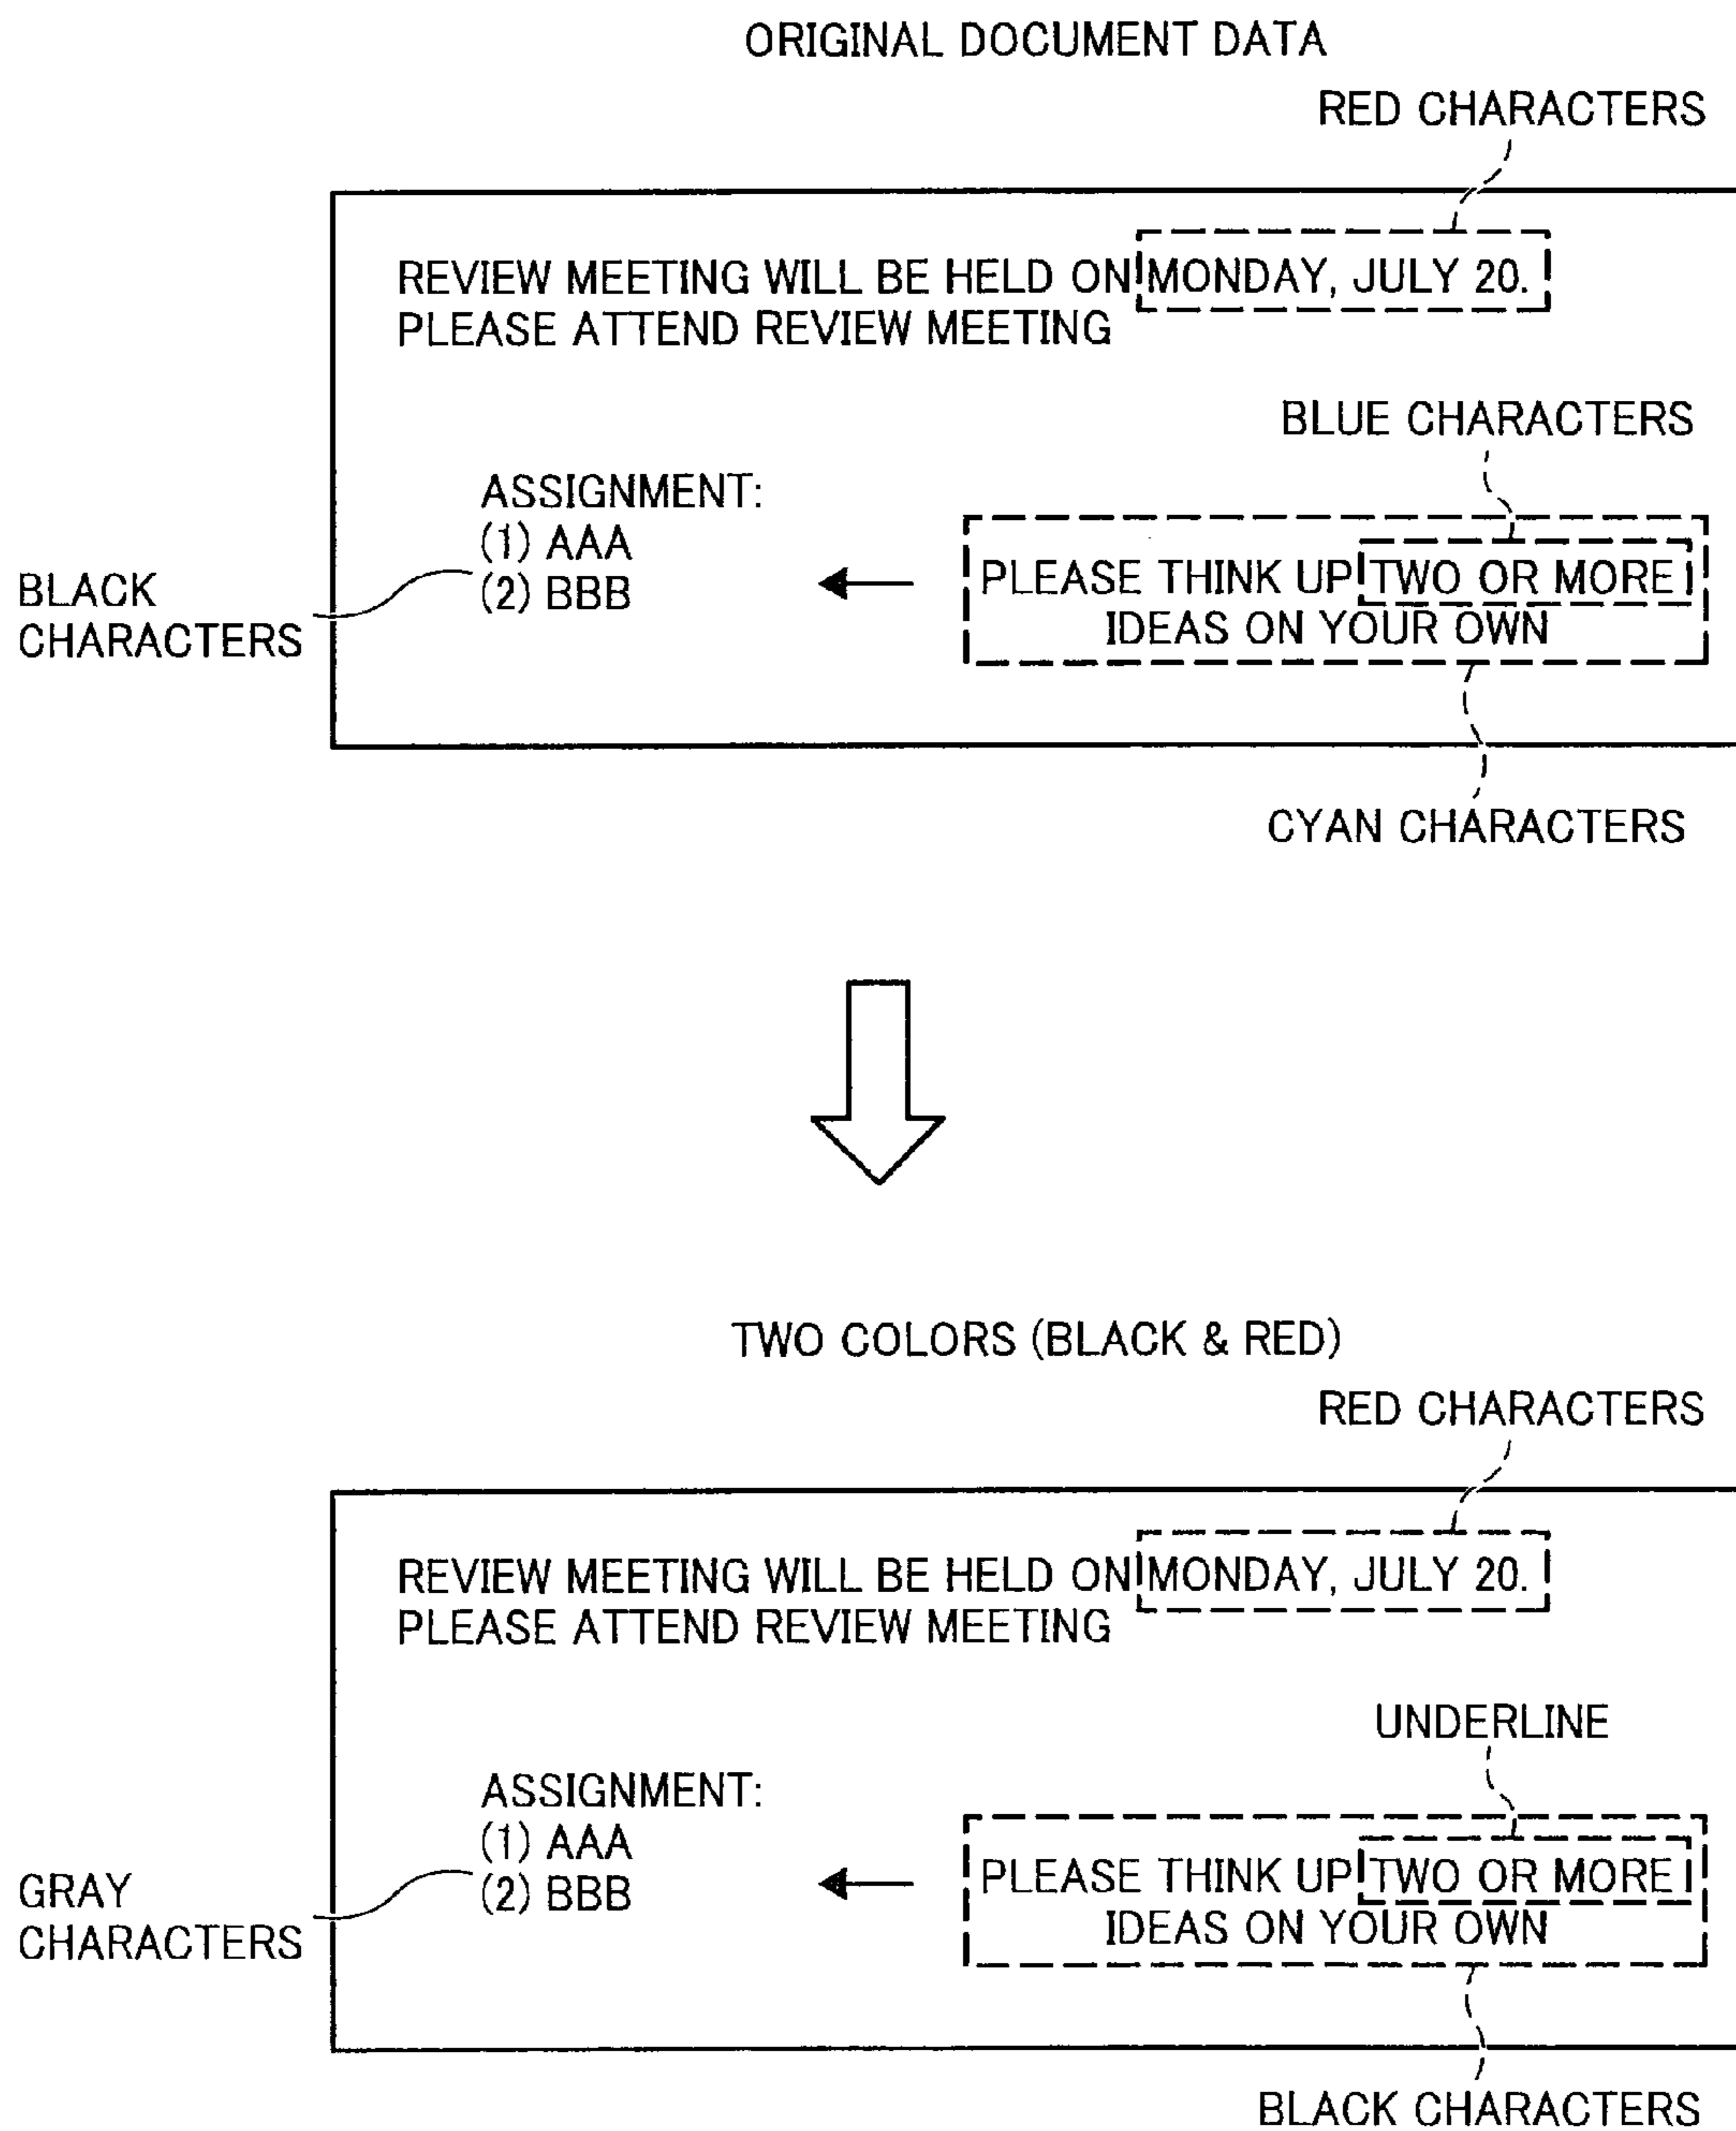 ORIGINAL DOCUMENT DATA
RED CHARACTERS
REVIEW MEETING WILL BE HELD ON MONDAY, JULY 20.
PLEASE ATTEND REVIEW MEETING
BLUE CHARACTERS
ASSIGNMENT:
(1) AAA
(2) BBB
BLACK
CHARACTERS
PLEASE THINK UP TWO OR MORE
IDEAS ON YOUR OWN
CYAN CHARACTERS
TWO COLORS (BLACK & RED)
RED CHARACTERS
REVIEW MEETING WILL BE HELD ON MONDAY, JULY 20.
PLEASE ATTEND REVIEW MEETING
UNDERLINE
ASSIGNMENT:
(1) AAA
(2) BBB
GRAY
CHARACTERS
PLEASE THINK UP TWO OR MORE
IDEAS ON YOUR OWN
BLACK CHARACTERS